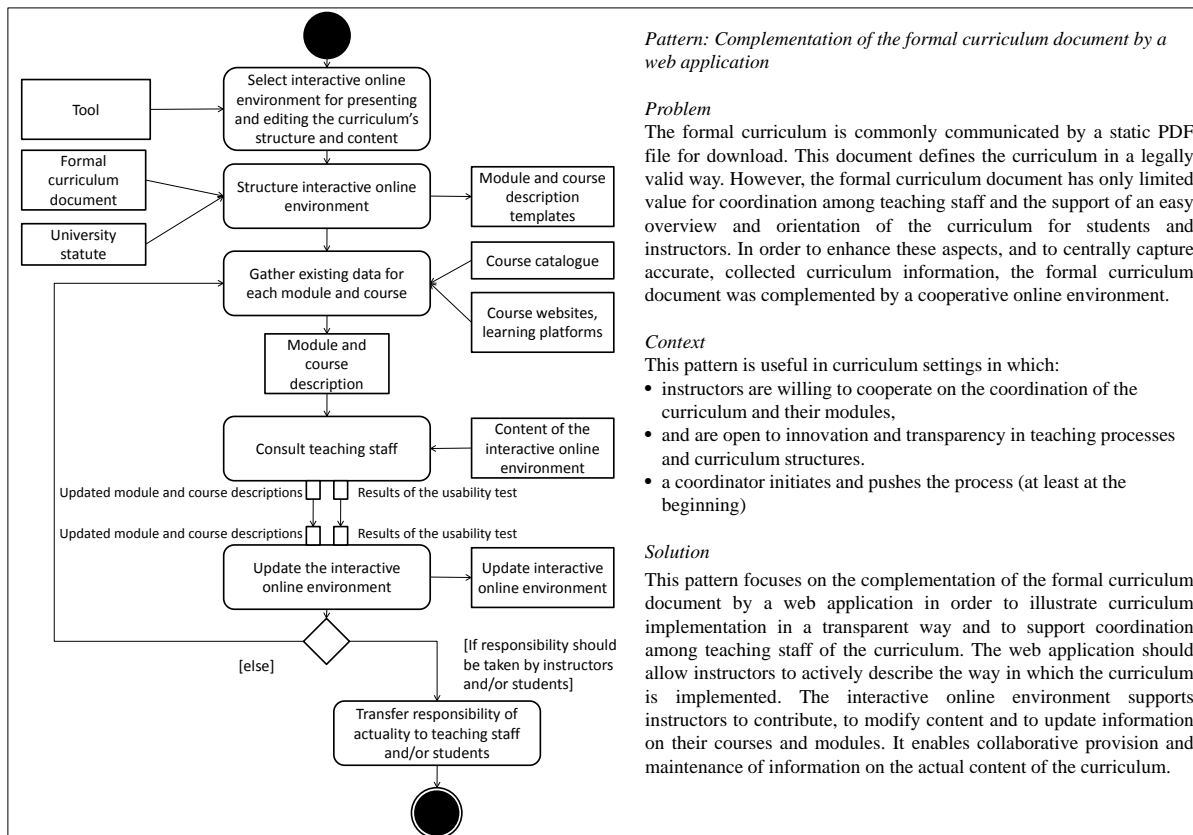 Select interactive online
environment for presenting
and editing the curriculum's
structure and content
Tool
Formal
curriculum
document
Structure interactive online
environment
Module and course
description
templates
University
statute
Gather existing data for
each module and course
Course catalogue
Course websites,
learning platforms
Module and
course
description
Consult teaching staff
Content of the
interactive online
environment
Updated module and course descriptions
Results of the usability test
Updated module and course descriptions
Results of the usability test
Update the interactive
online environment
Update interactive
online environment
[else]
[If responsibility should
be taken by instructors
and/or students]
Transfer responsibility of
actuality to teaching staff
and/or students
Pattern: Complementation of the formal curriculum document by a
web application
Problem
The formal curriculum is commonly communicated by a static PDF
file for download. This document defines the curriculum in a legally
valid way. However, the formal curriculum document has only limited
value for coordination among teaching staff and the support of an easy
overview and orientation of the curriculum for students and
instructors. In order to enhance these aspects, and to centrally capture
accurate, collected curriculum information, the formal curriculum
document was complemented by a cooperative online environment.
Context
This pattern is useful in curriculum settings in which:
• instructors are willing to cooperate on the coordination of the
curriculum and their modules,
• and are open to innovation and transparency in teaching processes
and curriculum structures.
• a coordinator initiates and pushes the process (at least at the
beginning)
Solution
This pattern focuses on the complementation of the formal curriculum
document by a web application in order to illustrate curriculum
implementation in a transparent way and to support coordination
among teaching staff of the curriculum. The web application should
allow instructors to actively describe the way in which the curriculum
is implemented. The interactive online environment supports
instructors to contribute, to modify content and to update information
on their courses and modules. It enables collaborative provision and
maintenance of information on the actual content of the curriculum.